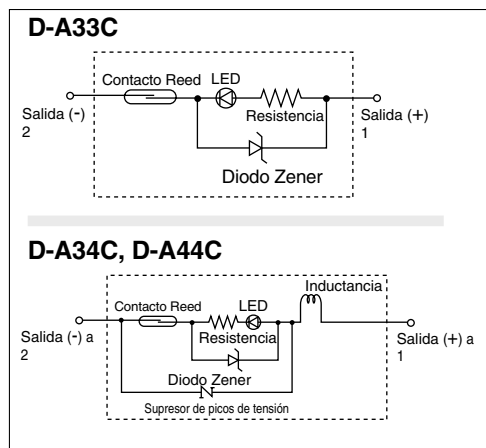 D-A33C
Contacto Reed
LED
Salida (-)
2
Resistencia
Salida (+)
1
Diodo Zener
D-A34C, D-A44C
Inductancia
Contacto Reed
LED
Salida (-) a
2
Resistencia
Salida (+) a
1
Diodo Zener
Supresor de picos de tensión